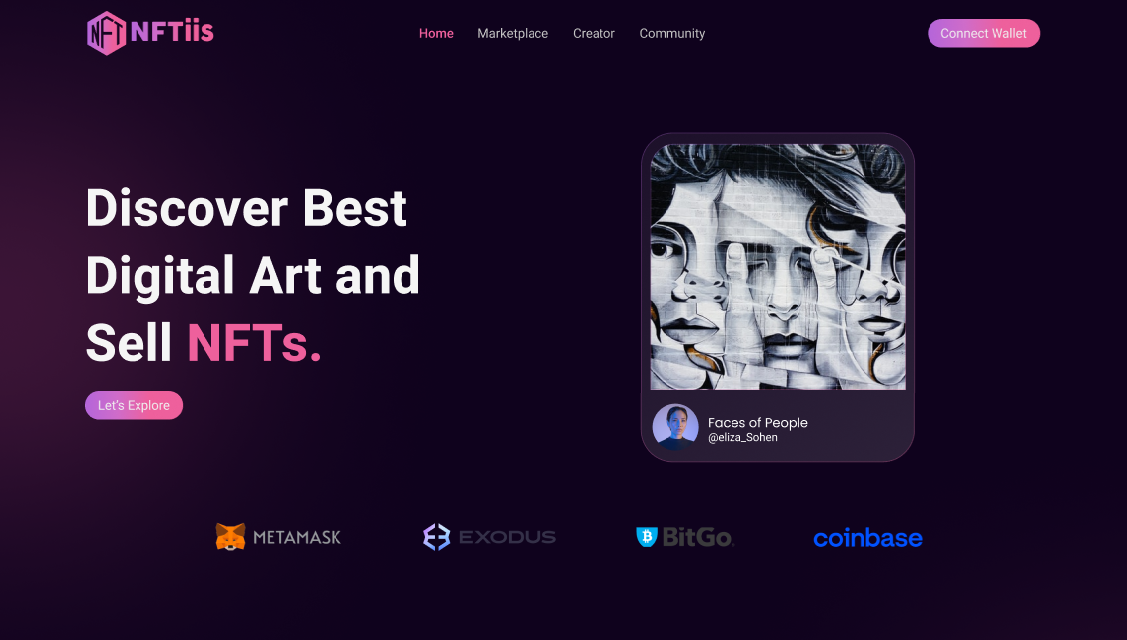 NFT NFTiis
Home Marketplace Creator Community
Connect Wallet
Discover Best
Digital Art and
Sell NFTs.
Let's Explore
Faces of People
@eliza_Sohen
METAMASK
EXODUS
BitGo
coinbase